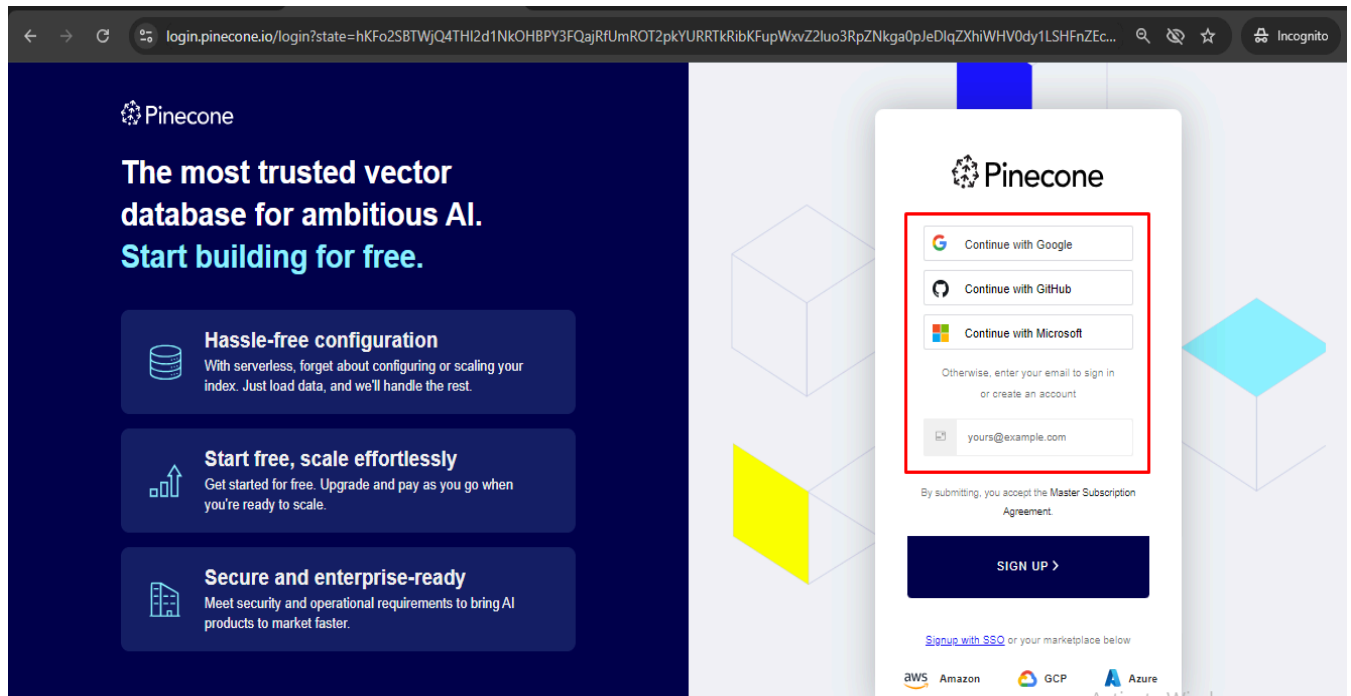 login.pinecone.io/login?state=hKFo2SBTWjQ4THI2d1NkOHBPY3FQajRfUmROT2pkYURRTkRibKFupWxvZ2luo3RpZNkga0pJeDlqZXhiWHV0dy1LSHFnZEc...
Incognito
Pinecone
The most trusted vector
database for ambitious AI.
Start building for free.
Hassle-free configuration
With serverless, forget about configuring or scaling your
index. Just load data, and we'll handle the rest.
Start free, scale effortlessly
Get started for free. Upgrade and pay as you go when
you're ready to scale.
Secure and enterprise-ready
Meet security and operational requirements to bring AI
products to market faster.
Pinecone
Continue with Google
Continue with GitHub
Continue with Microsoft
Otherwise, enter your email to sign in
or create an account
yours@example.com
By submitting, you accept the Master Subscription
Agreement.
SIGN UP >
Signup with SSO or your marketplace below
aws Amazon
GCP
Azure